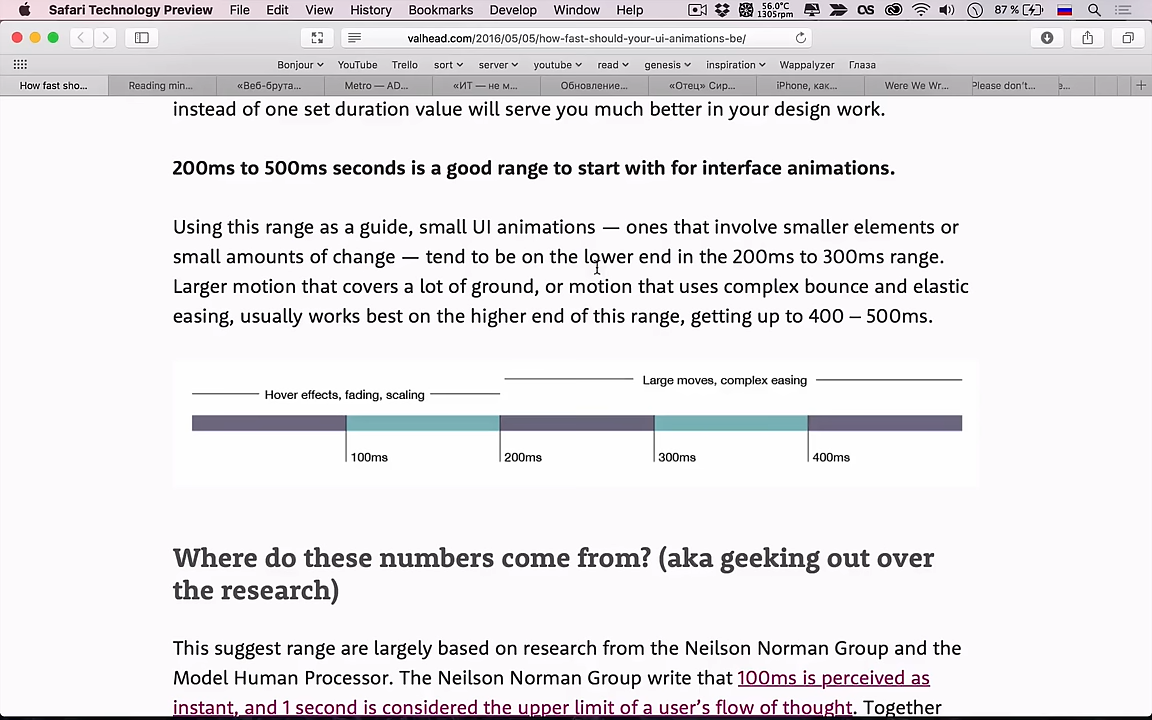 Safari Technology Preview File Edit View History Bookmarks Develop Window Help 56.0°C 1305rpm 87 %
valhead.com/2016/05/05/how-fast-should-your-ui-animations-be/
Bonjour YouTube Trello sort server youtube read genesis inspiration Wappalyzer Глаза
How fast sho... Reading min... «Веб-брута... Metro — AD... «ИТ — не м... Обновление... «Отец» Сир... iPhone, как... Were We Wr... Please don't... e...
instead of one set duration value will serve you much better in your design work.
200ms to 500ms seconds is a good range to start with for interface animations.
Using this range as a guide, small UI animations — ones that involve smaller elements or
small amounts of change — tend to be on the lower end in the 200ms to 300ms range.
Larger motion that covers a lot of ground, or motion that uses complex bounce and elastic
easing, usually works best on the higher end of this range, getting up to 400 – 500ms.
Large moves, complex easing
Hover effects, fading, scaling
100ms 200ms 300ms 400ms
Where do these numbers come from? (aka geeking out over
the research)
This suggest range are largely based on research from the Neilson Norman Group and the
Model Human Processor. The Neilson Norman Group write that 100ms is perceived as
instant, and 1 second is considered the upper limit of a user's flow of thought. Together